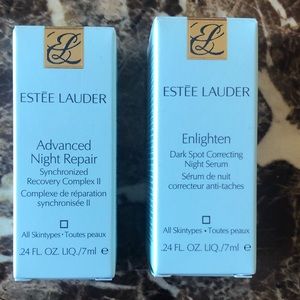 ESTĒE LAUDER
Advanced
Night Repair
Synchronized
Recovery Complex II
Complexe de réparation
synchronisée II
All Skintypes • Toutes peaux
.24 FL. OZ. LIQ./7ml e
ESTĒE LAUDER
Enlighten
Dark Spot Correcting
Night Serum
Sérum de nuit
correcteur anti-taches
All Skintypes • Toutes peaux
.24 FL. OZ. LIQ./7ml e